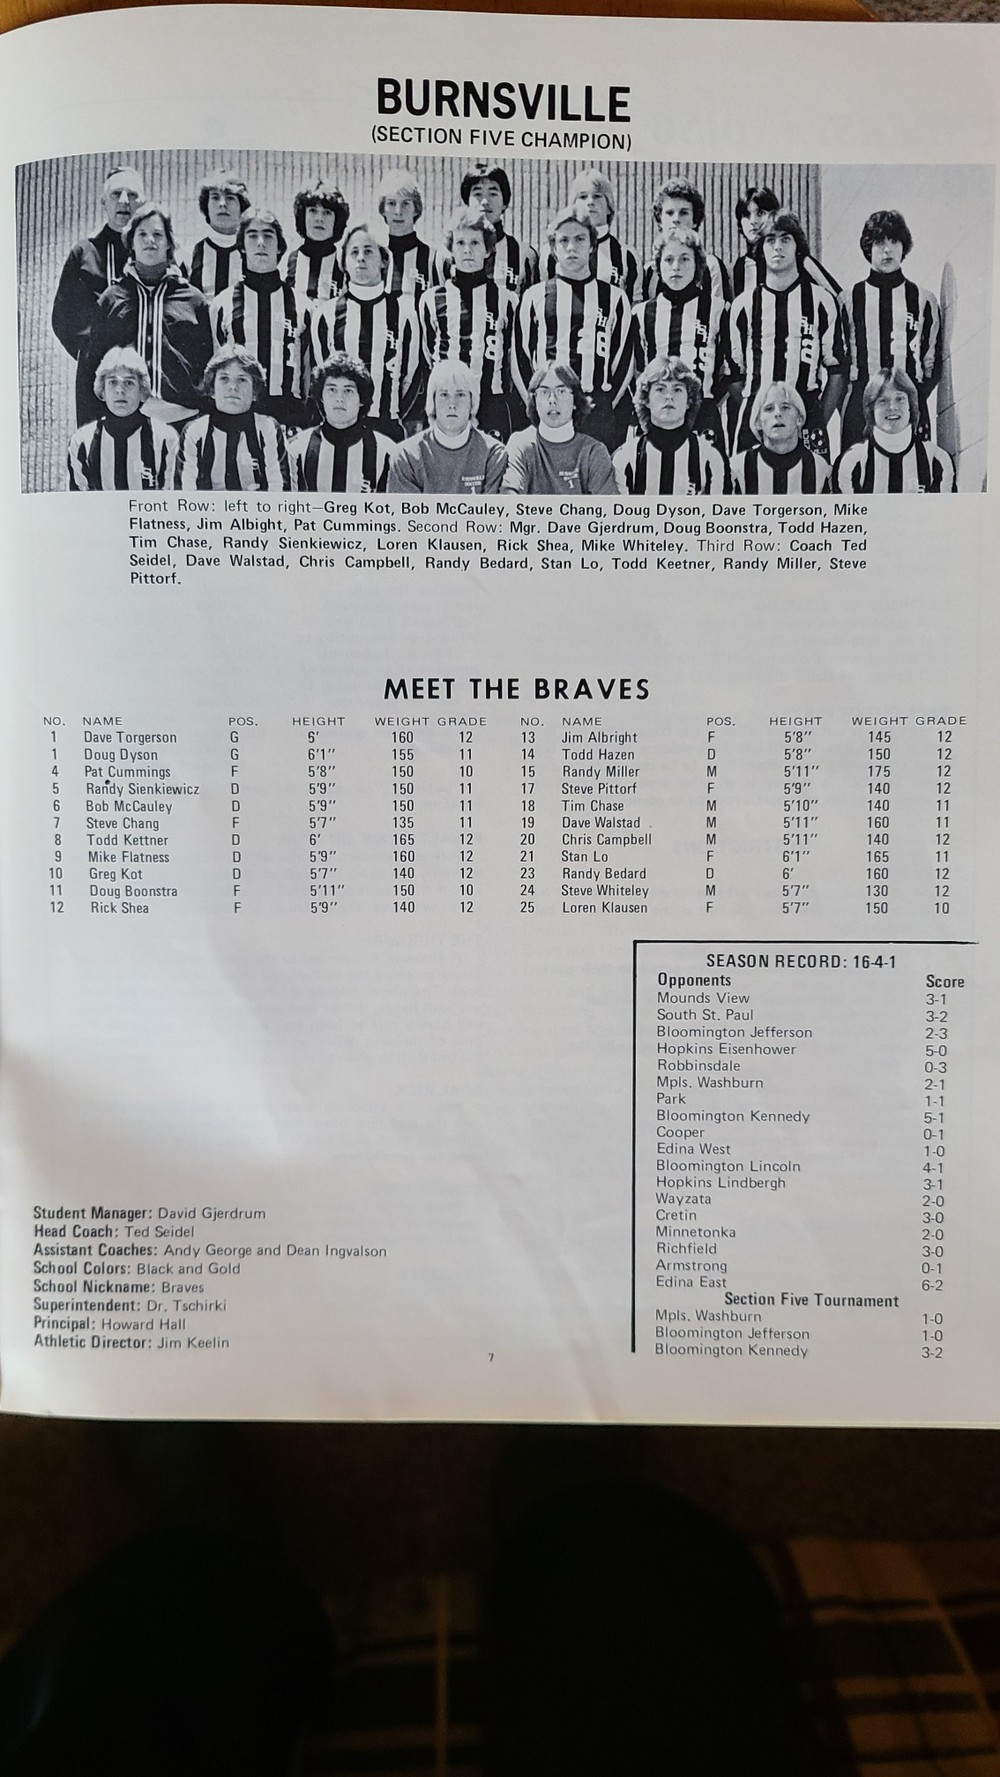 BURNSVILLE
(SECTION FIVE CHAMPION)
Front Row: left to right—Greg Kot, Bob McCauley, Steve Chang, Doug Dyson, Dave Torgerson, Mike
Flatness, Jim Albight, Pat Cummings. Second Row: Mgr. Dave Gjerdrum, Doug Boonstra, Todd Hazen,
Tim Chase, Randy Sienkiewicz, Loren Klausen, Rick Shea, Mike Whiteley. Third Row: Coach Ted
Seidel, Dave Walstad, Chris Campbell, Randy Bedard, Stan Lo, Todd Keetner, Randy Miller, Steve
Pittorf.
MEET THE BRAVES
NO. NAME POS. HEIGHT WEIGHT GRADE NO. NAME POS. HEIGHT WEIGHT GRADE
1 Dave Torgerson G 6' 160 12 13 Jim Albright F 5'8" 145 12
1 Doug Dyson G 6'1" 155 11 14 Todd Hazen D 5'8" 150 12
4 Pat Cummings F 5'8" 150 10 15 Randy Miller M 5'11" 175 12
5 Randy Sienkiewicz D 5'9" 150 11 17 Steve Pittorf F 5'9" 140 12
6 Bob McCauley D 5'9" 150 11 18 Tim Chase M 5'10" 140 11
7 Steve Chang F 5'7" 135 11 19 Dave Walstad M 5'11" 160 11
8 Todd Kettner D 6' 165 12 20 Chris Campbell M 5'11" 140 12
9 Mike Flatness D 5'9" 160 12 21 Stan Lo F 6'1" 165 11
10 Greg Kot D 5'7" 140 12 23 Randy Bedard D 6' 160 12
11 Doug Boonstra F 5'11" 150 10 24 Steve Whiteley M 5'7" 130 12
12 Rick Shea F 5'9" 140 12 25 Loren Klausen F 5'7" 150 10
SEASON RECORD: 16-4-1
Opponents Score
Mounds View 3-1
South St. Paul 3-2
Bloomington Jefferson 2-3
Hopkins Eisenhower 5-0
Robbinsdale 0-3
Mpls. Washburn 2-1
Park 1-1
Bloomington Kennedy 5-1
Cooper 0-1
Edina West 1-0
Bloomington Lincoln 4-1
Hopkins Lindbergh 3-1
Wayzata 2-0
Cretin 3-0
Minnetonka 2-0
Richfield 3-0
Armstrong 0-1
Edina East 6-2
Section Five Tournament
Mpls. Washburn 1-0
Bloomington Jefferson 1-0
Bloomington Kennedy 3-2
Student Manager: David Gjerdrum
Head Coach: Ted Seidel
Assistant Coaches: Andy George and Dean Ingvalson
School Colors: Black and Gold
School Nickname: Braves
Superintendent: Dr. Tschirki
Principal: Howard Hall
Athletic Director: Jim Keelin
7